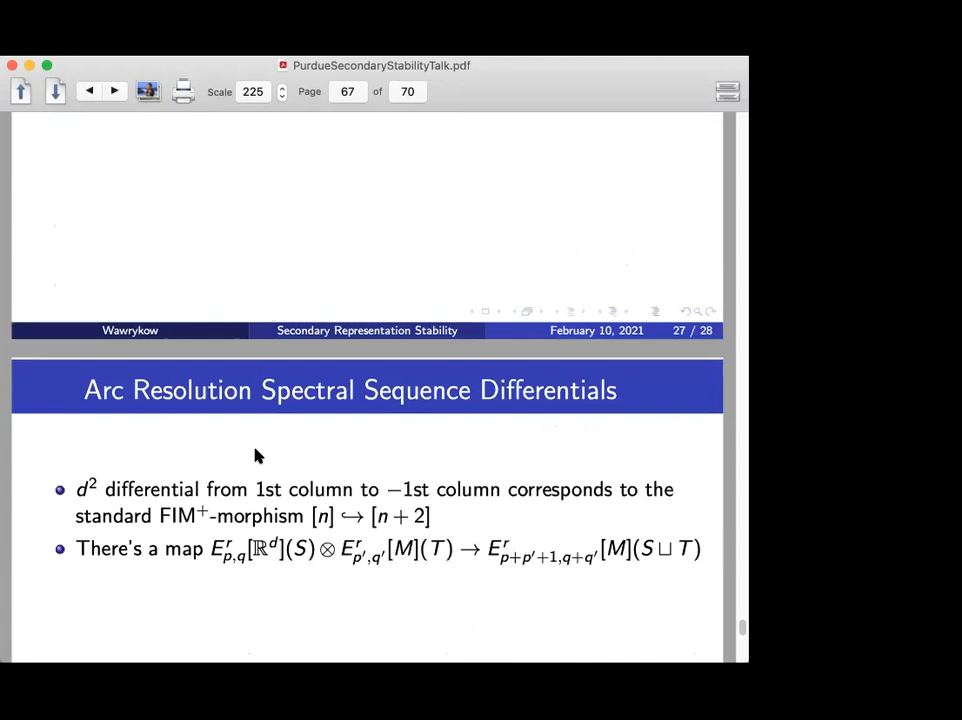 PurdueSecondaryStabilityTalk.pdf
Scale 225 Page 67 of 70
Wawrykow Secondary Representation Stability February 10, 2021 27 / 28
Arc Resolution Spectral Sequence Differentials
d² differential from 1st column to −1st column corresponds to the
standard FIM⁺-morphism [n] ↪ [n + 2]
There's a map E^r_{p,q}[ℝ^d](S) ⊗ E^r_{p′,q′}[M](T) → E^r_{p+p′+1,q+q′}[M](S ⊔ T)